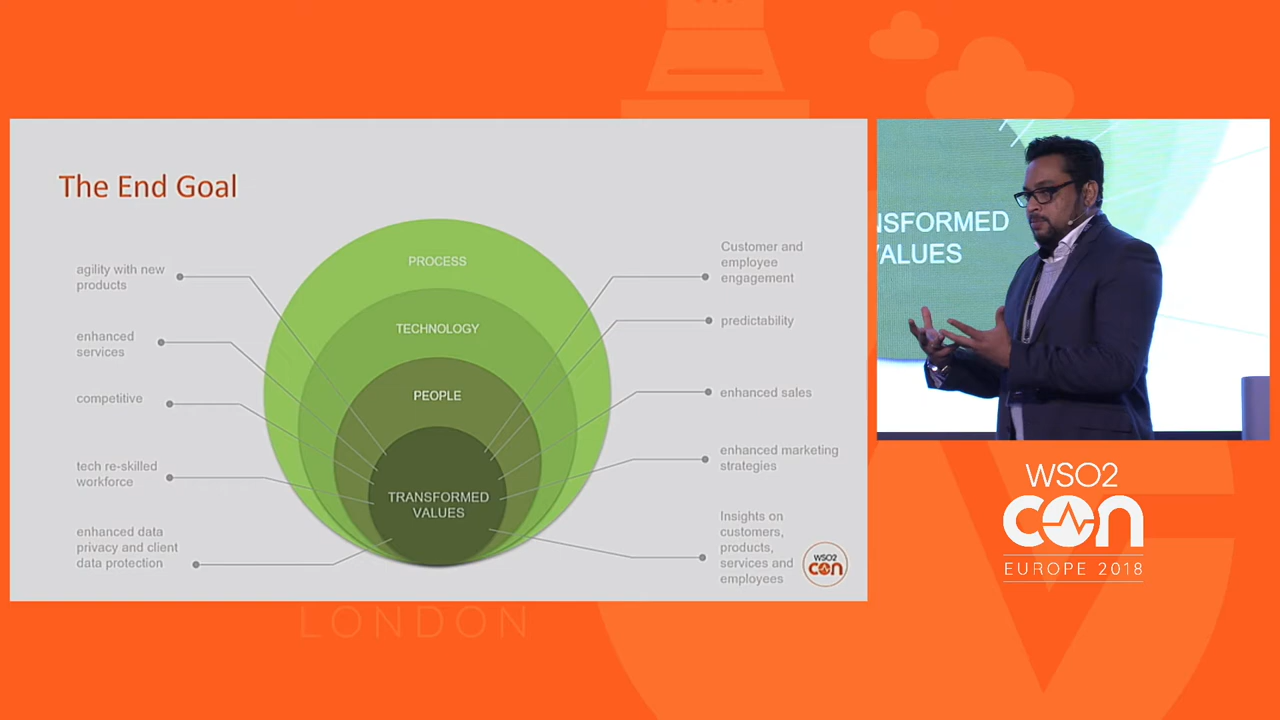 The End Goal
PROCESS
TECHNOLOGY
PEOPLE
TRANSFORMED
VALUES
agility with new
products
enhanced
services
competitive
tech re-skilled
workforce
enhanced data
privacy and client
data protection
Customer and
employee
engagement
predictability
enhanced sales
enhanced marketing
strategies
Insights on
customers,
products,
services and
employees
WSO2
CON
NSFORMED
VALUES
WSO2
CON
EUROPE 2018
LONDON